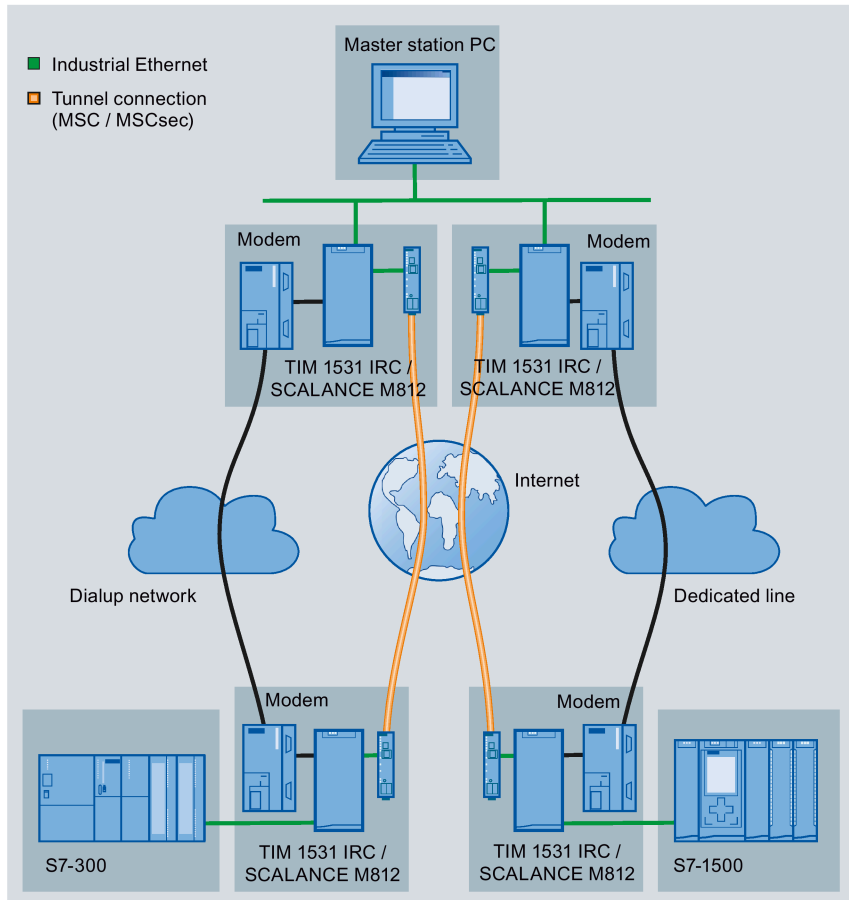 Master station PC
Industrial Ethernet
Tunnel connection
(MSC / MSCsec)
Modem
Modem
TIM 1531 IRC /
SCALANCE M812
TIM 1531 IRC /
SCALANCE M812
Internet
Dialup network
Dedicated line
Modem
Modem
S7-300
TIM 1531 IRC /
SCALANCE M812
TIM 1531 IRC /
SCALANCE M812
S7-1500